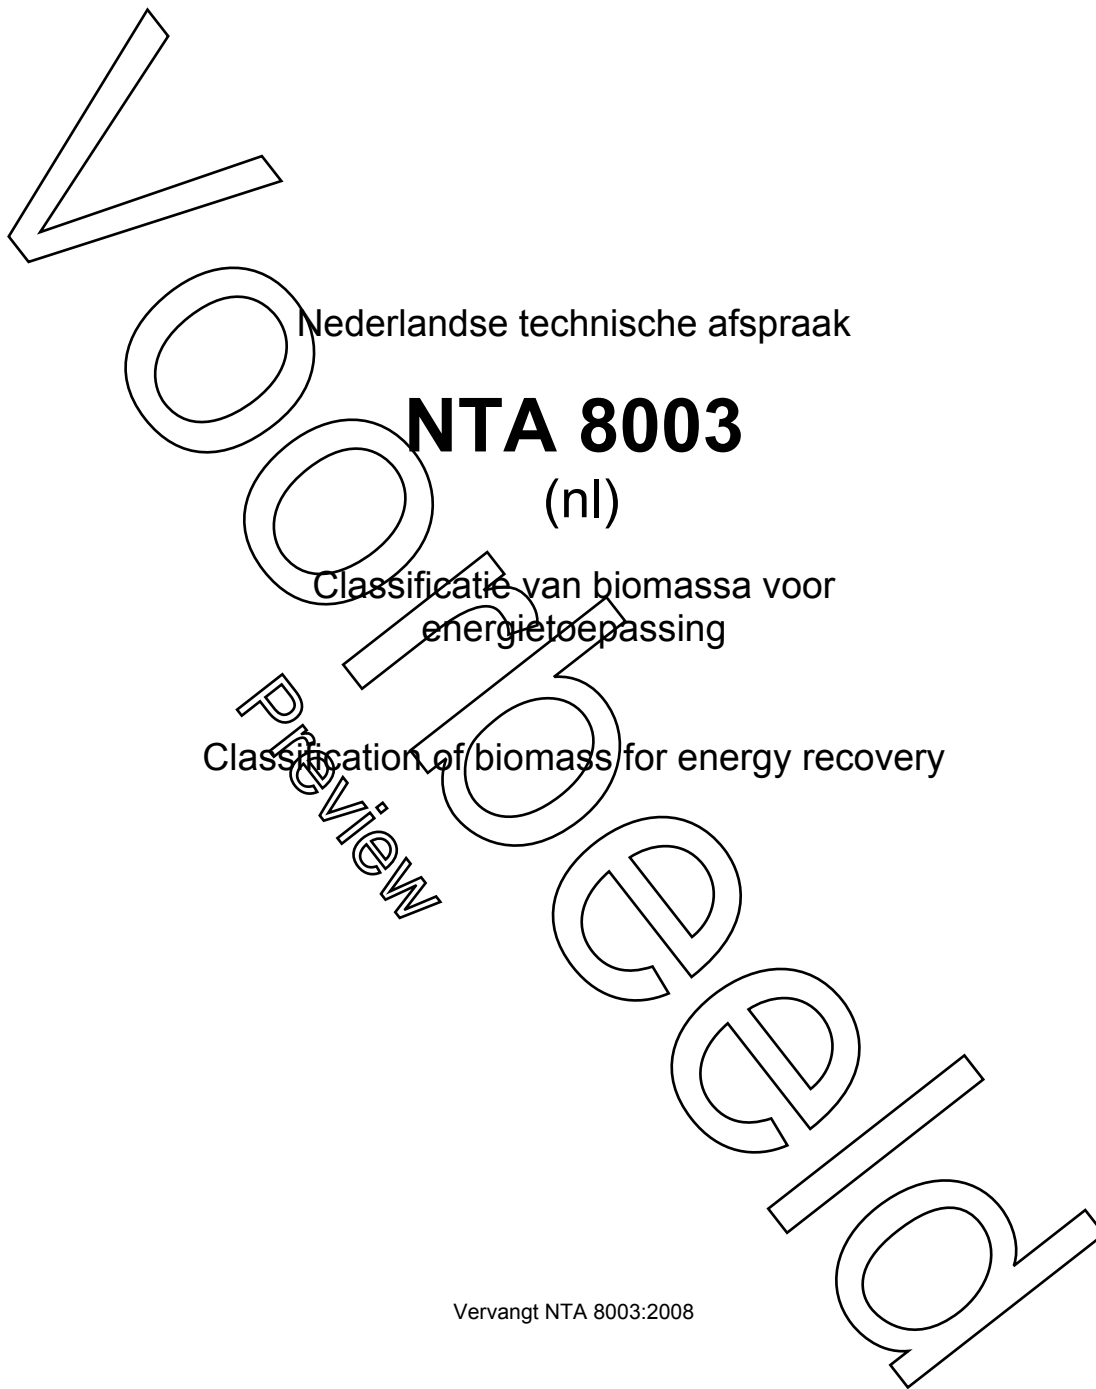 Nederlandse technische afspraak
NTA 8003
(nl)
Classificatie van biomassa voor
energietoepassing
Classification of biomass for energy recovery
Voorbeeld
Preview
Vervangt NTA 8003:2008